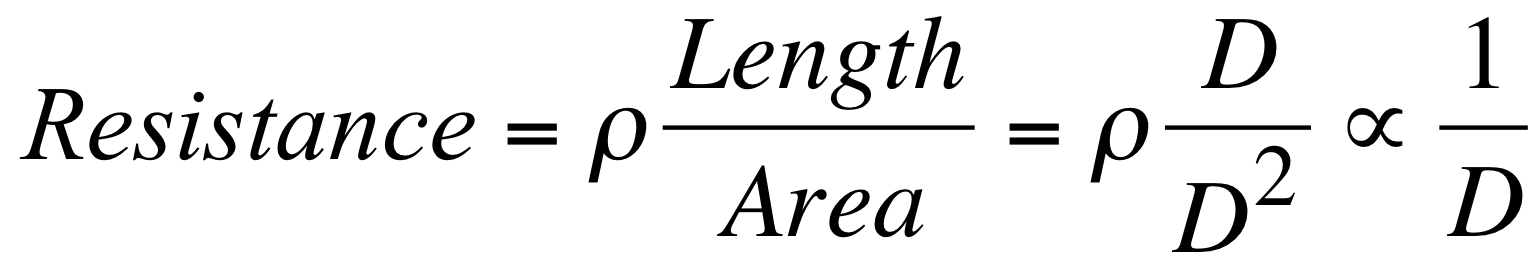 Resistance = ρ Length/Area = ρ D/D² ∝ 1/D